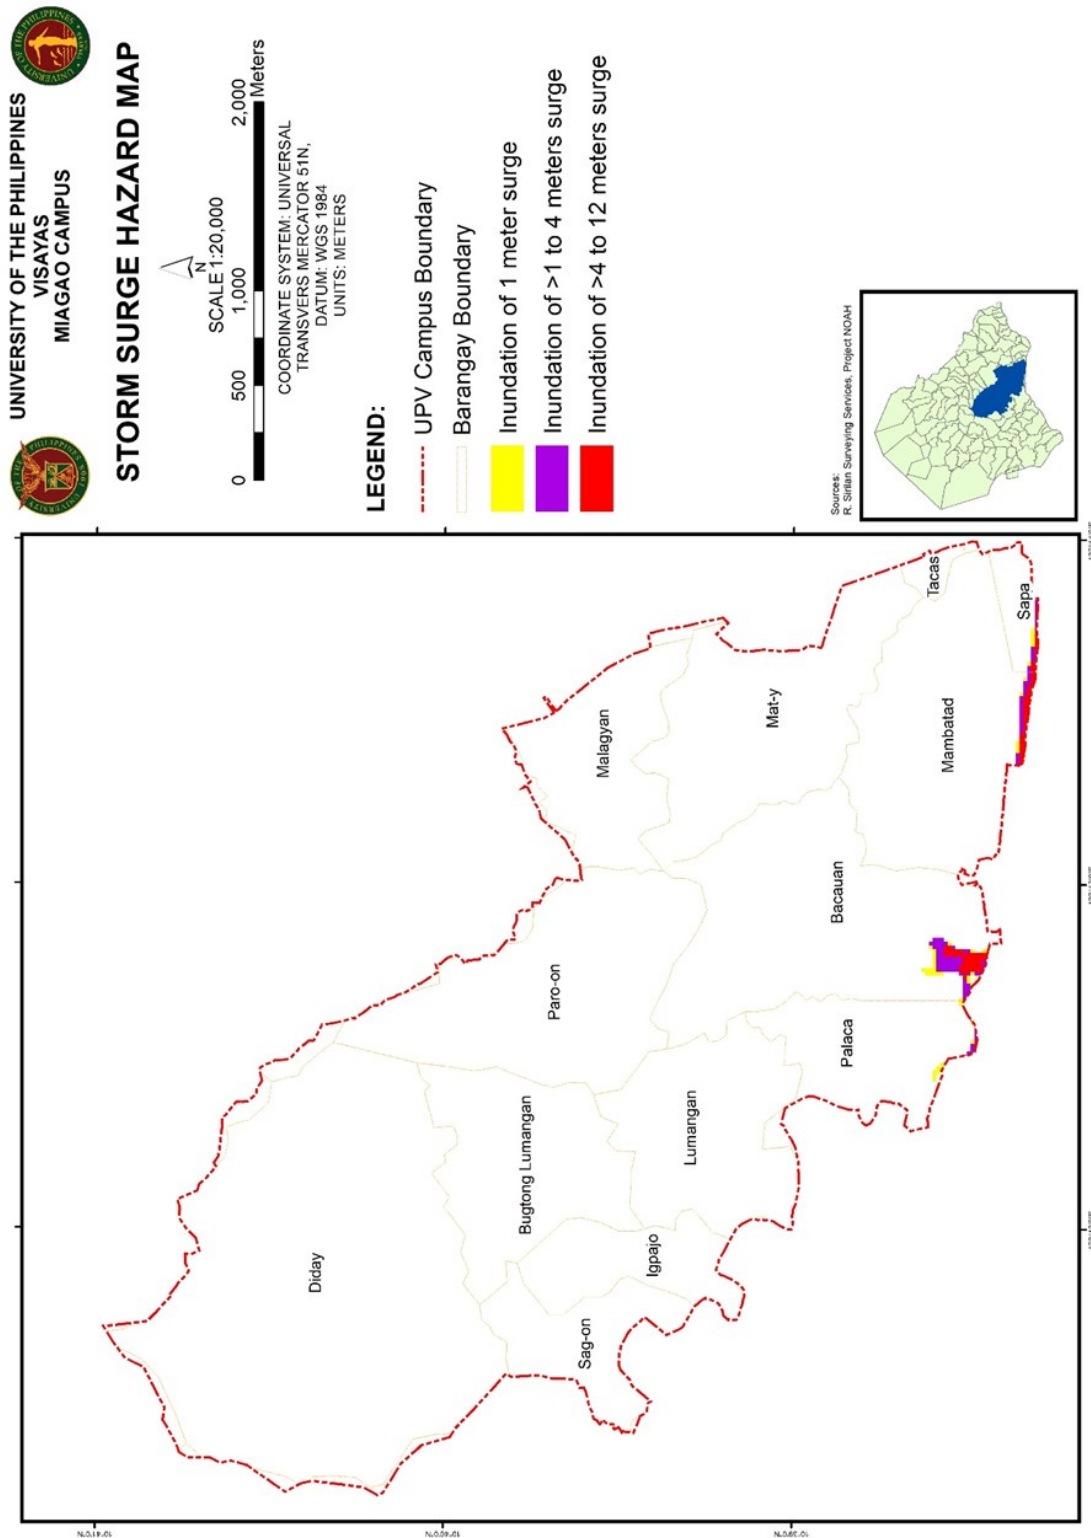 UNIVERSITY OF THE PHILIPPINES
VISAYAS
MIAGAO CAMPUS
STORM SURGE HAZARD MAP
N
SCALE 1:20,000
0 500 1,000 2,000
Meters
COORDINATE SYSTEM: UNIVERSAL
TRANSVERS MERCATOR 51N,
DATUM: WGS 1984
UNITS: METERS
LEGEND:
UPV Campus Boundary
Barangay Boundary
Inundation of 1 meter surge
Inundation of >1 to 4 meters surge
Inundation of >4 to 12 meters surge
Sources:
R. Sirilan Surveying Services, Project NOAH
Diday
Sag-on
Igpajo
Bugtong Lumangan
Lumangan
Paro-on
Palaca
Bacauan
Malagyan
Mat-y
Mambatad
Tacas
Sapa